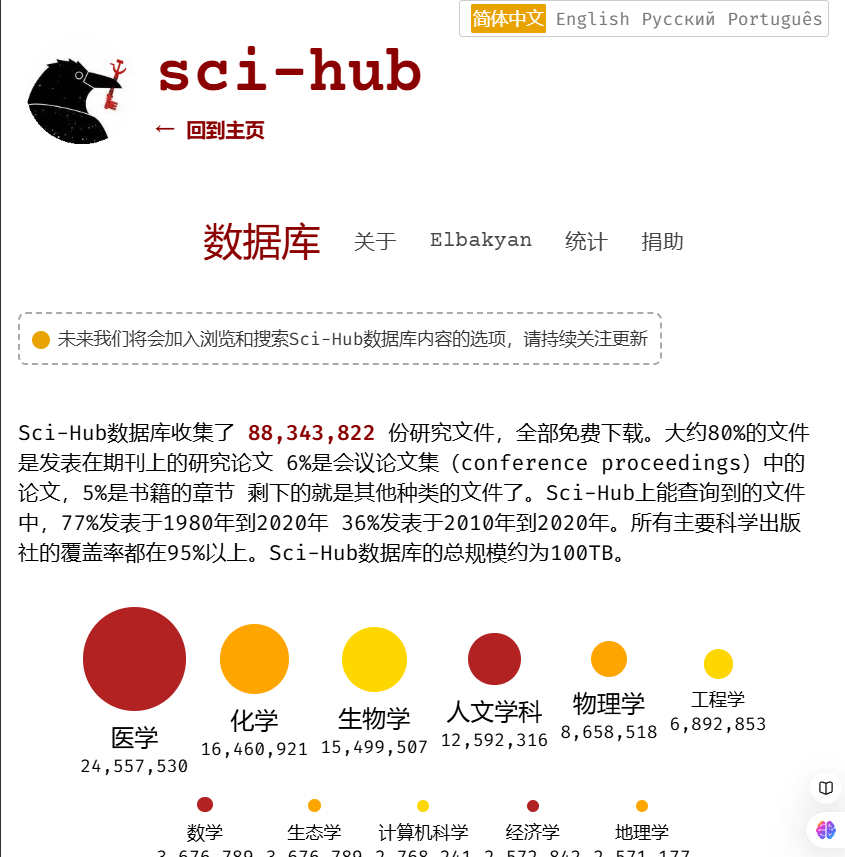 简体中文 English Русский Português
sci-hub
← 回到主页
数据库 关于 Elbakyan 统计 捐助
未来我们将会加入浏览和搜索Sci-Hub数据库内容的选项，请持续关注更新
Sci-Hub数据库收集了 88,343,822 份研究文件，全部免费下载。大约80%的文件
是发表在期刊上的研究论文 6%是会议论文集（conference proceedings）中的
论文，5%是书籍的章节 剩下的就是其他种类的文件了。Sci-Hub上能查询到的文件
中，77%发表于1980年到2020年 36%发表于2010年到2020年。所有主要科学出版
社的覆盖率都在95%以上。Sci-Hub数据库的总规模约为100TB。
医学 化学 生物学 人文学科 物理学 工程学
24,557,530 16,460,921 15,499,507 12,592,316 8,658,518 6,892,853
数学 生态学 计算机科学 经济学 地理学
3,676,789 3,676,789 2,768,241 2,572,842 2,571,177